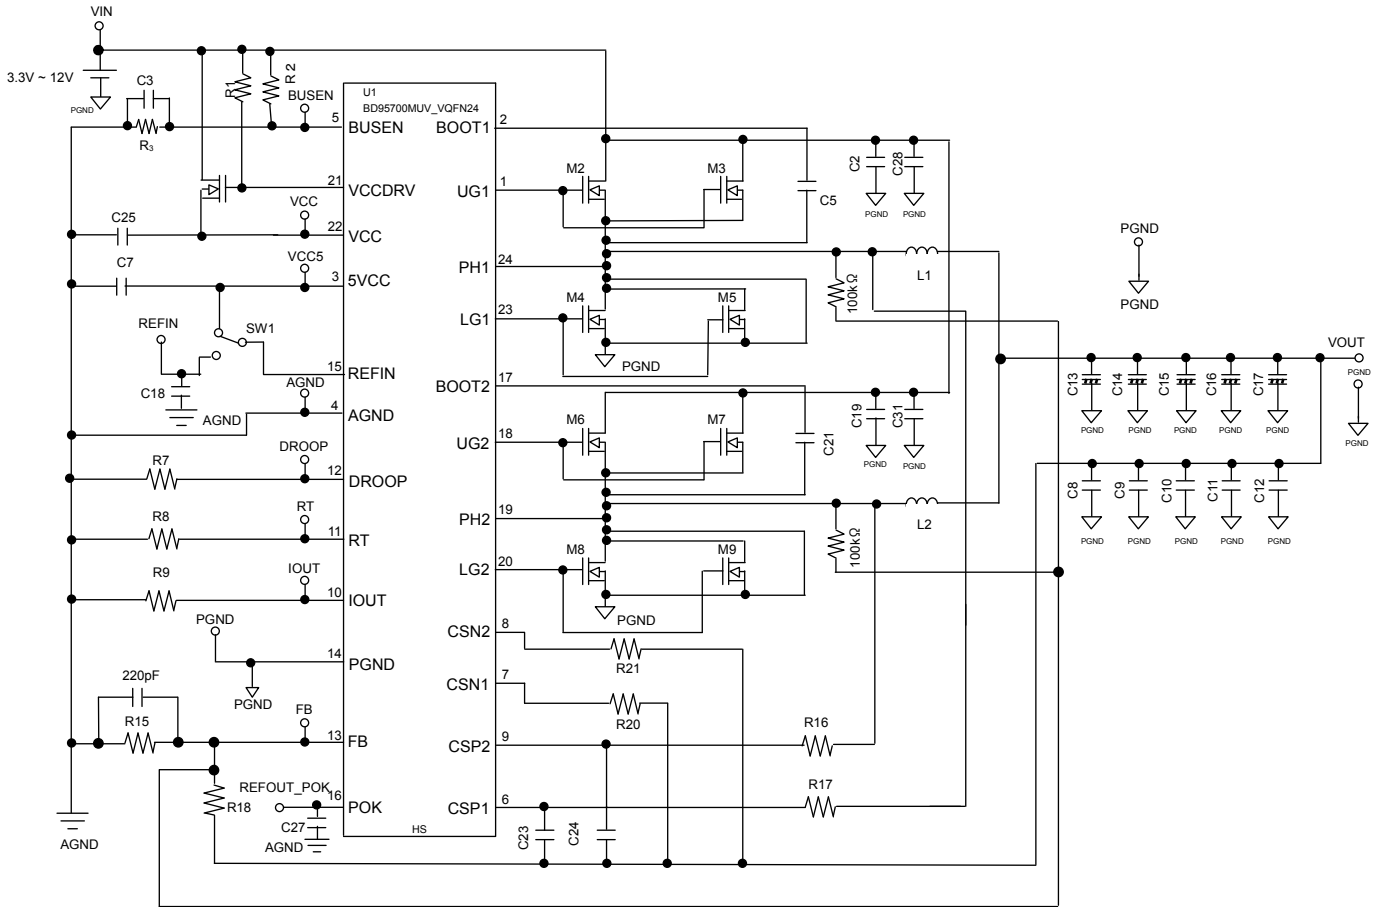 VIN
3.3V ~ 12V
PGND
C3
R3
R1
R 2
BUSEN
U1
BD95700MUV_VQFN24
5
BUSEN
BOOT1
2
21
VCCDRV
UG1
1
VCC
C25
22
VCC
PH1
24
VCC5
C7
3
5VCC
LG1
23
REFIN
SW1
15
REFIN
BOOT2
17
C18
AGND
AGND
4
AGND
UG2
18
DROOP
R7
12
DROOP
PH2
19
RT
R8
11
RT
LG2
20
IOUT
R9
10
IOUT
CSN2
8
PGND
14
PGND
PGND
CSN1
7
220pF
R15
FB
13
FB
CSP2
9
REFOUT_POK
16
POK
CSP1
6
R18
C27
AGND
AGND
HS
M2
M3
C5
C2
C28
PGND
PGND
M4
M5
PGND
100kΩ
L1
PGND
PGND
M6
M7
C21
C19
C31
PGND
PGND
M8
M9
PGND
100kΩ
L2
VOUT
PGND
PGND
C13
C14
C15
C16
C17
PGND
PGND
PGND
PGND
PGND
C8
C9
C10
C11
C12
PGND
PGND
PGND
PGND
PGND
R21
R20
R16
R17
C23
C24